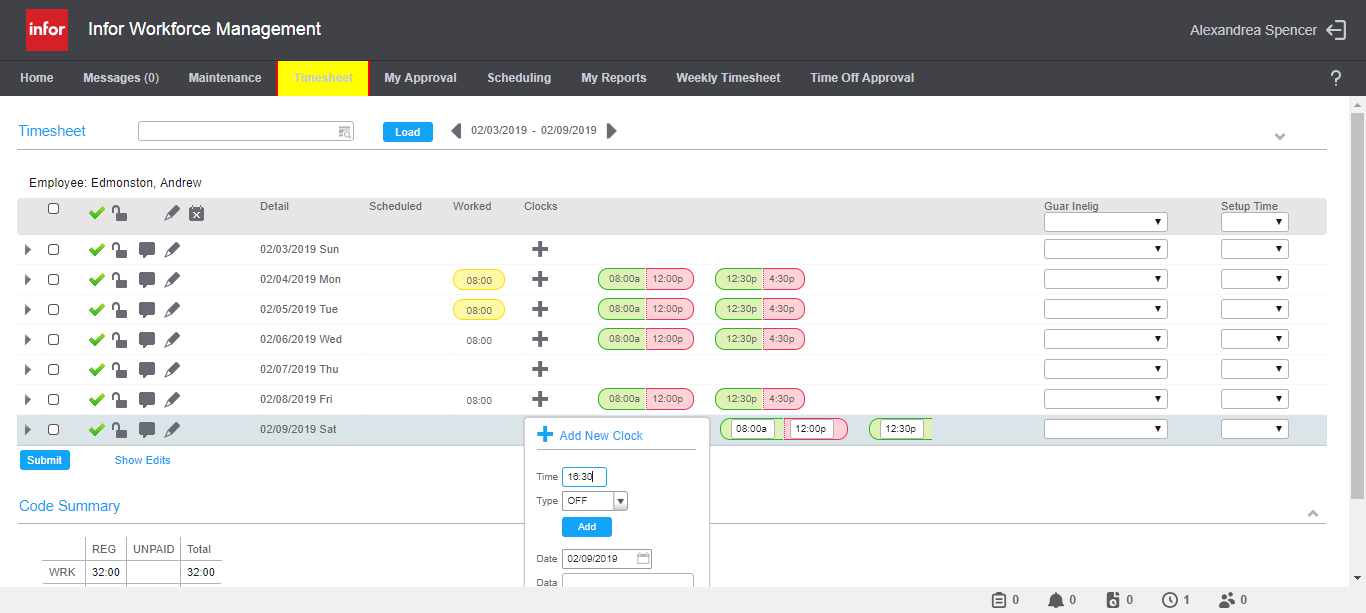 infor Infor Workforce Management Alexandrea Spencer
Home Messages (0) Maintenance Timesheet My Approval Scheduling My Reports Weekly Timesheet Time Off Approval ?
Timesheet Load 02/03/2019 - 02/09/2019
Employee: Edmonston, Andrew
Detail Scheduled Worked Clocks Guar Inelig Setup Time
02/03/2019 Sun
02/04/2019 Mon 08:00 08:00a 12:00p 12:30p 4:30p
02/05/2019 Tue 08:00 08:00a 12:00p 12:30p 4:30p
02/06/2019 Wed 08:00 08:00a 12:00p 12:30p 4:30p
02/07/2019 Thu
02/08/2019 Fri 08:00 08:00a 12:00p 12:30p 4:30p
02/09/2019 Sat 08:00a 12:00p 12:30p
Add New Clock
Time 16:30
Type OFF
Add
Date 02/09/2019
Data
Submit Show Edits
Code Summary
REG UNPAID Total
WRK 32:00 32:00
0 0 0 1 0